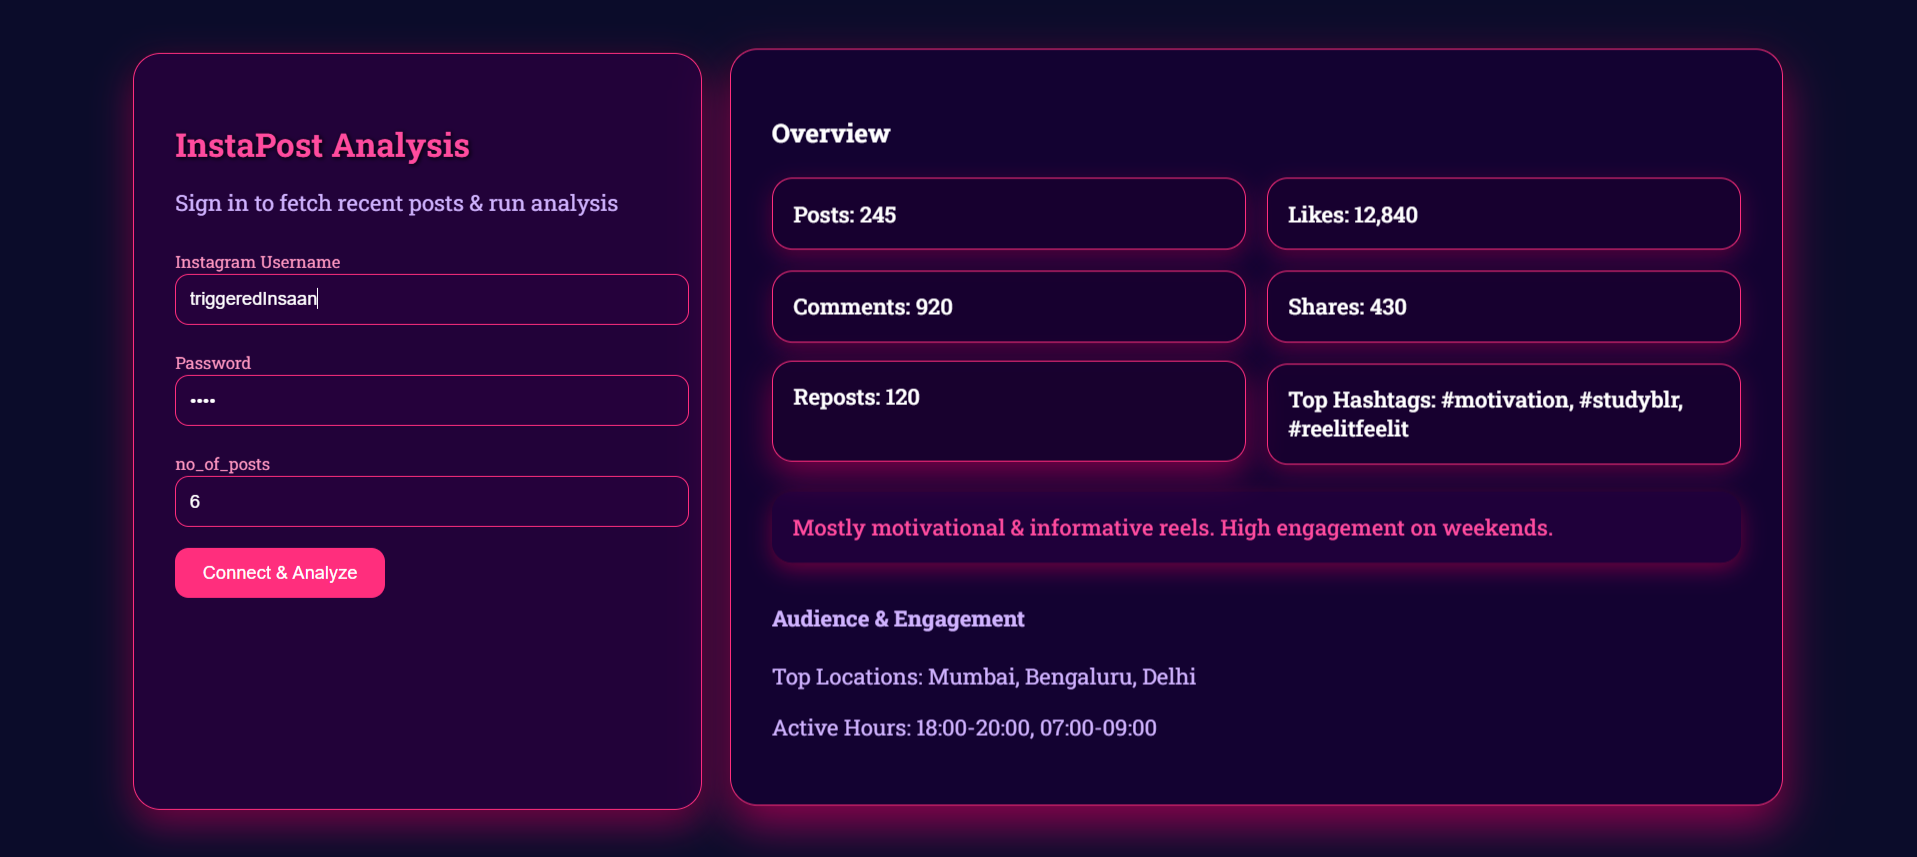 InstaPost Analysis
Sign in to fetch recent posts & run analysis
Instagram Username
triggeredInsaan
Password
••••
no_of_posts
6
Connect & Analyze
Overview
Posts: 245
Likes: 12,840
Comments: 920
Shares: 430
Reposts: 120
Top Hashtags: #motivation, #studyblr,
#reelitfeelit
Mostly motivational & informative reels. High engagement on weekends.
Audience & Engagement
Top Locations: Mumbai, Bengaluru, Delhi
Active Hours: 18:00-20:00, 07:00-09:00